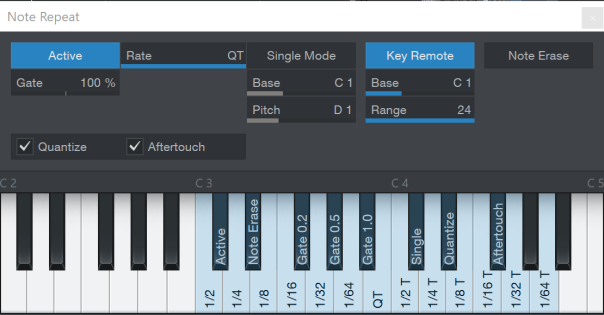 Note Repeat
Active Rate QT Single Mode Key Remote Note Erase
Gate 100 % Base C 1 Base C 1
Pitch D 1 Range 24
Quantize Aftertouch
C 2 C 3 C 4 C 5
Active Note Erase Gate 0.2 Gate 0.5 Gate 1.0 Single Quantize Aftertouch
1/2 1/4 1/8 1/16 1/32 1/64 QT 1/2 T 1/4 T 1/8 T 1/16 T 1/32 T 1/64 T